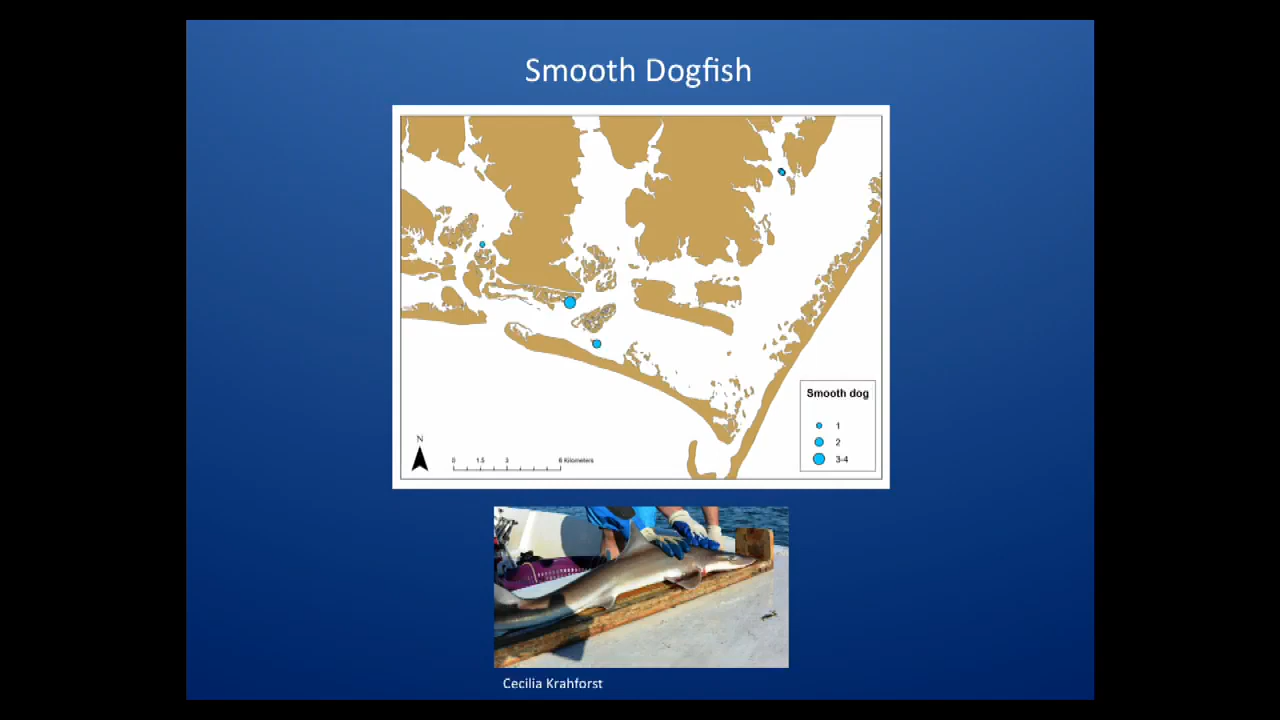 Smooth Dogfish
Smooth dog
1
2
3-4
N
0 1.5 3 6 Kilometers
Cecilia Krahforst